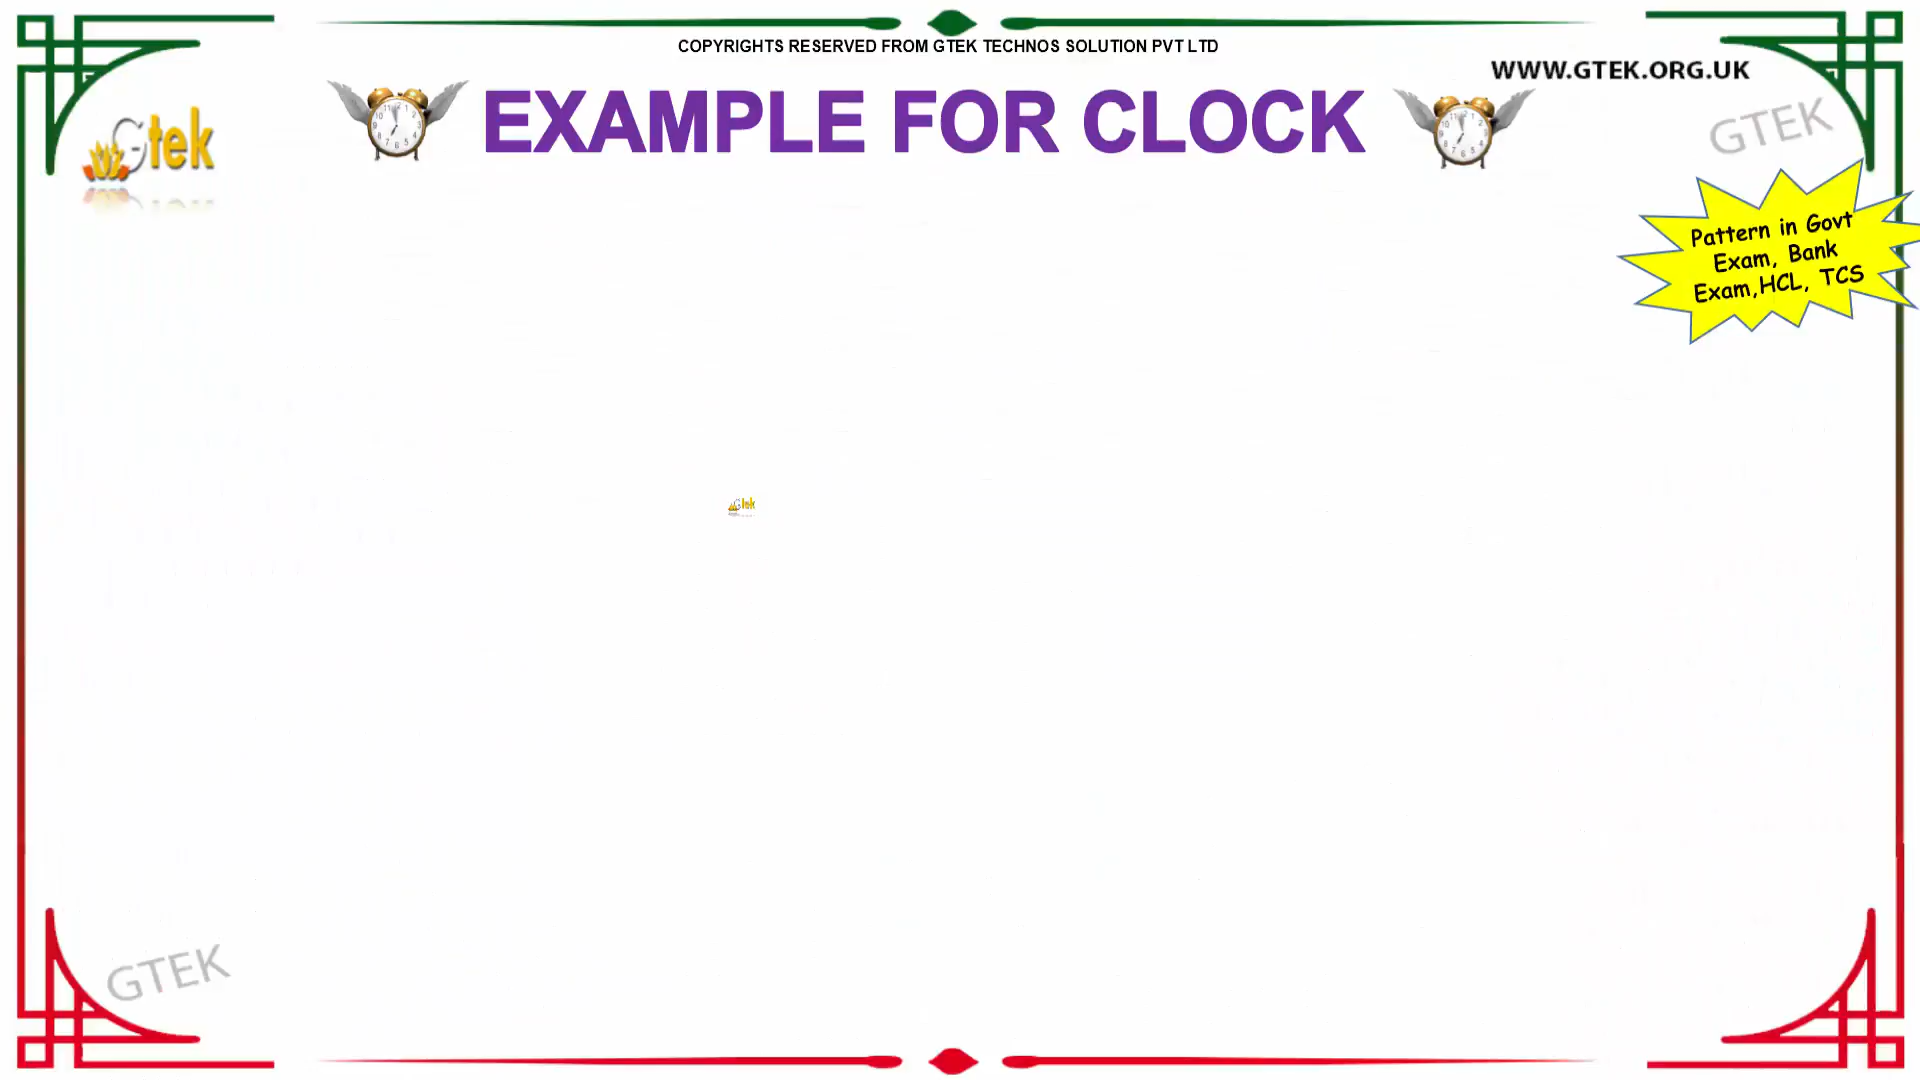 COPYRIGHTS RESERVED FROM GTEK TECHNOS SOLUTION PVT LTD
WWW.GTEK.ORG.UK
EXAMPLE FOR CLOCK
GTEK
Gtek
Pattern in Govt
Exam, Bank
Exam,HCL, TCS
Gtek
GTEK